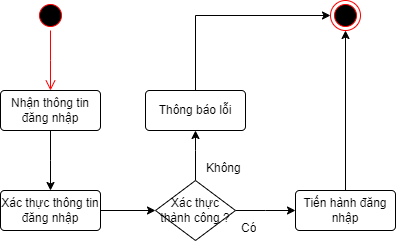 Nhận thông tin
đăng nhập
Thông báo lỗi
Không
Xác thực thông tin
đăng nhập
Xác thực
thành công ?
Có
Tiến hành đăng
nhập